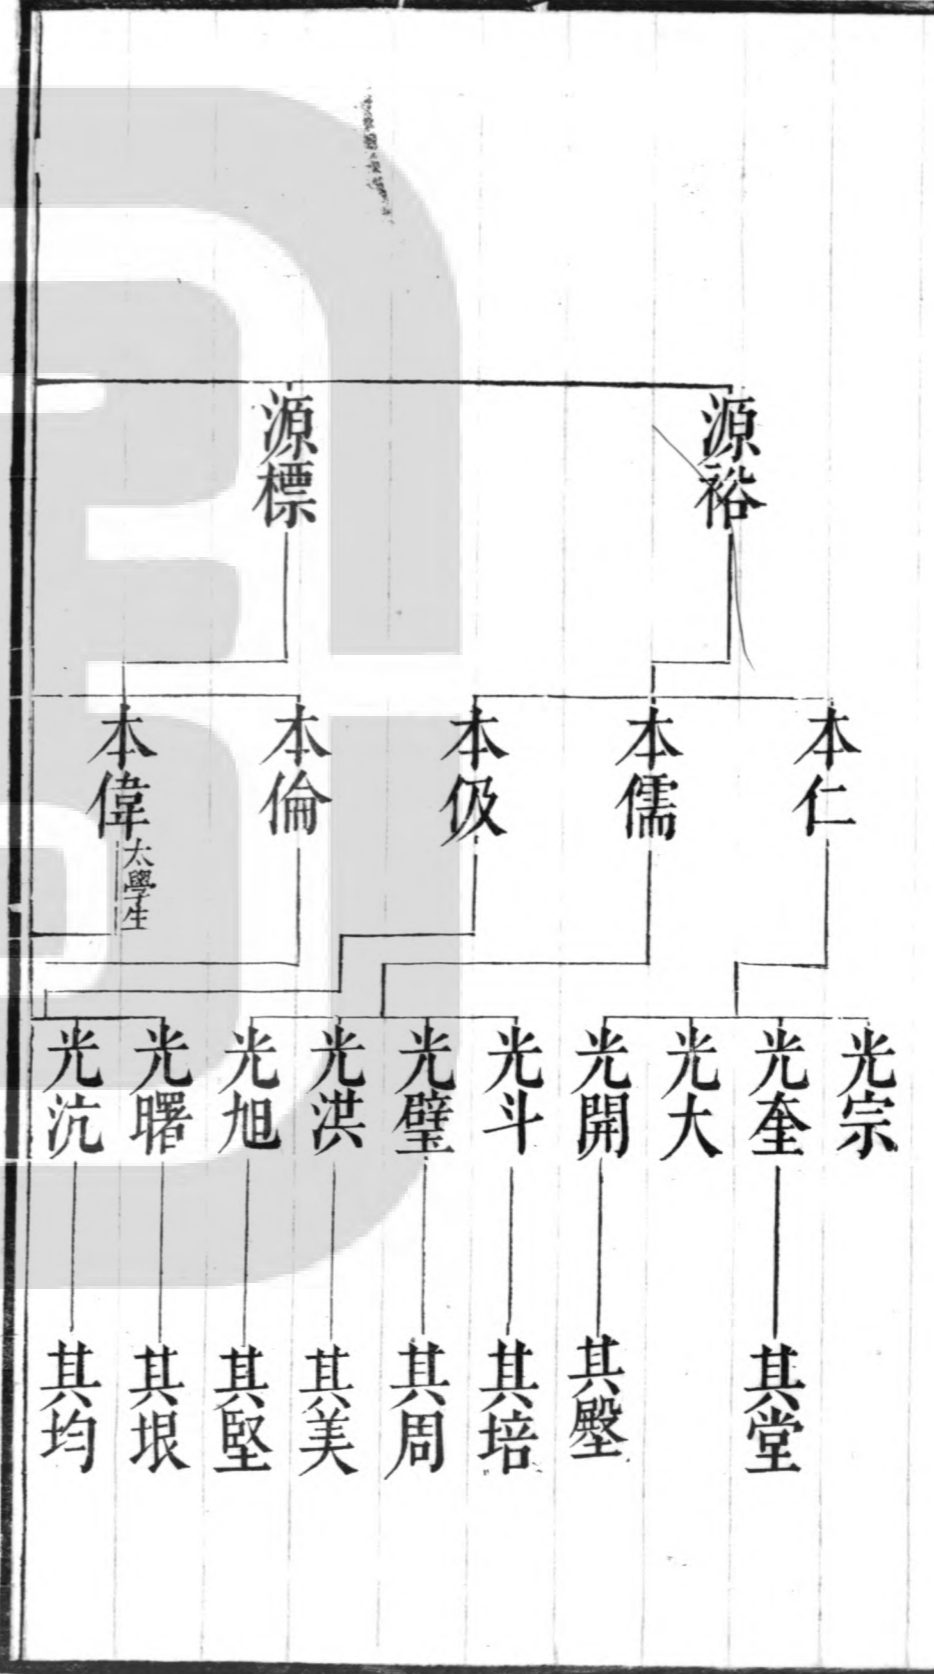 源裕
源標
本仁
本儒
本伋
本倫
本偉 太學生
光宗
光奎
光大
光開
光斗
光璧
光洪
光旭
光曙
光沆
其堂
其壂
其培
其周
其美
其堅
其垠
其均